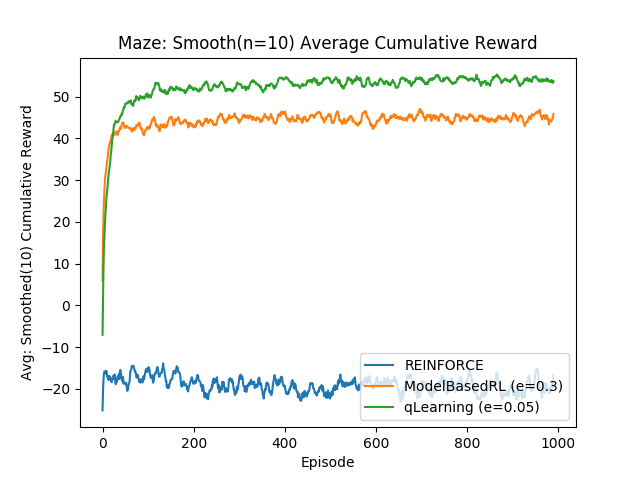 Maze: Smooth(n=10) Average Cumulative Reward
Avg: Smoothed(10) Cumulative Reward
50
40
30
20
10
0
−10
−20
REINFORCE
ModelBasedRL (e=0.3)
qLearning (e=0.05)
0 200 400 600 800 1000
Episode